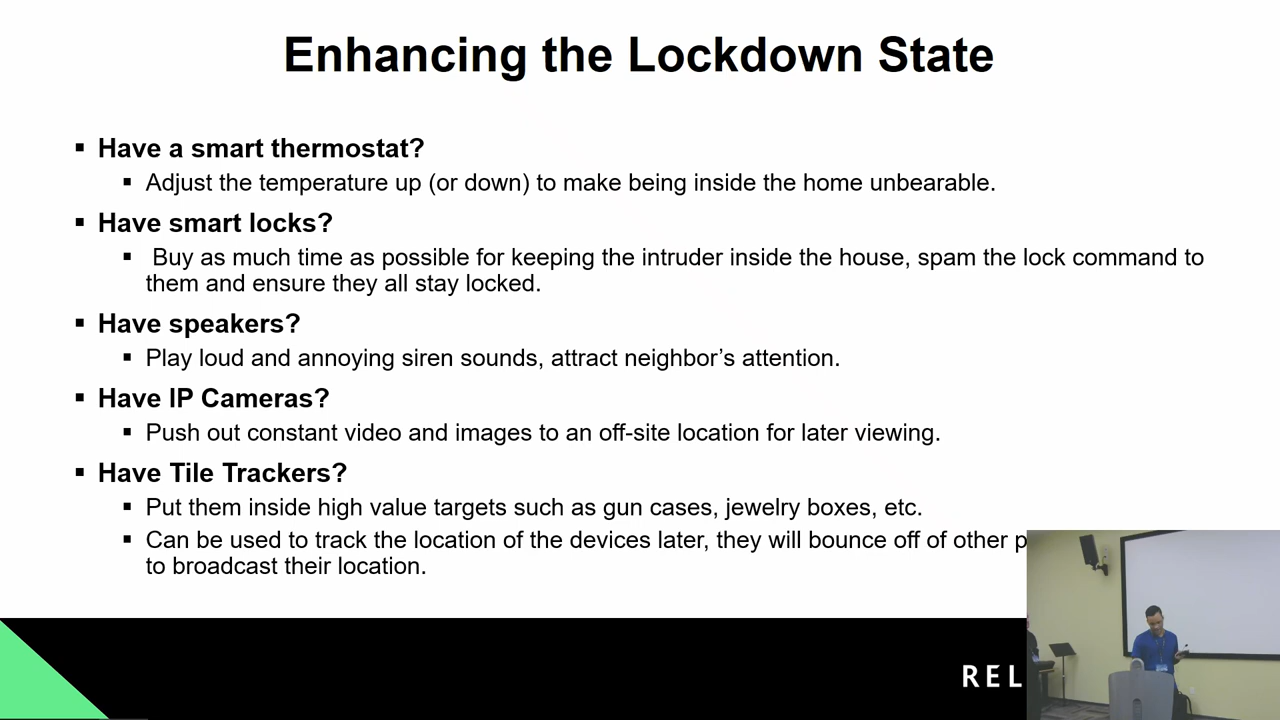 Enhancing the Lockdown State
▪ Have a smart thermostat?
▪ Adjust the temperature up (or down) to make being inside the home unbearable.
▪ Have smart locks?
▪ Buy as much time as possible for keeping the intruder inside the house, spam the lock command to
them and ensure they all stay locked.
▪ Have speakers?
▪ Play loud and annoying siren sounds, attract neighbor’s attention.
▪ Have IP Cameras?
▪ Push out constant video and images to an off-site location for later viewing.
▪ Have Tile Trackers?
▪ Put them inside high value targets such as gun cases, jewelry boxes, etc.
▪ Can be used to track the location of the devices later, they will bounce off of other
to broadcast their location.
REL